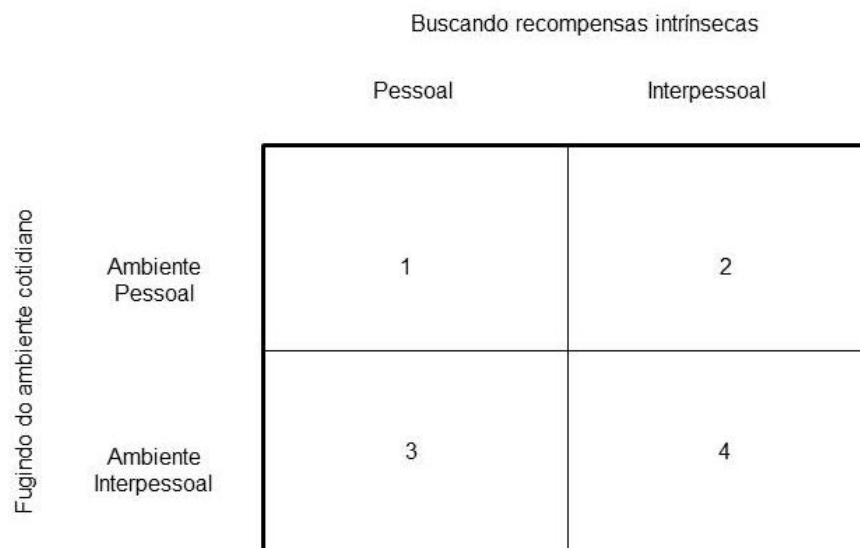 Buscando recompensas intrínsecas
Pessoal Interpessoal
Fugindo do ambiente cotidiano
Ambiente
Pessoal
1 2
Ambiente
Interpessoal
3 4